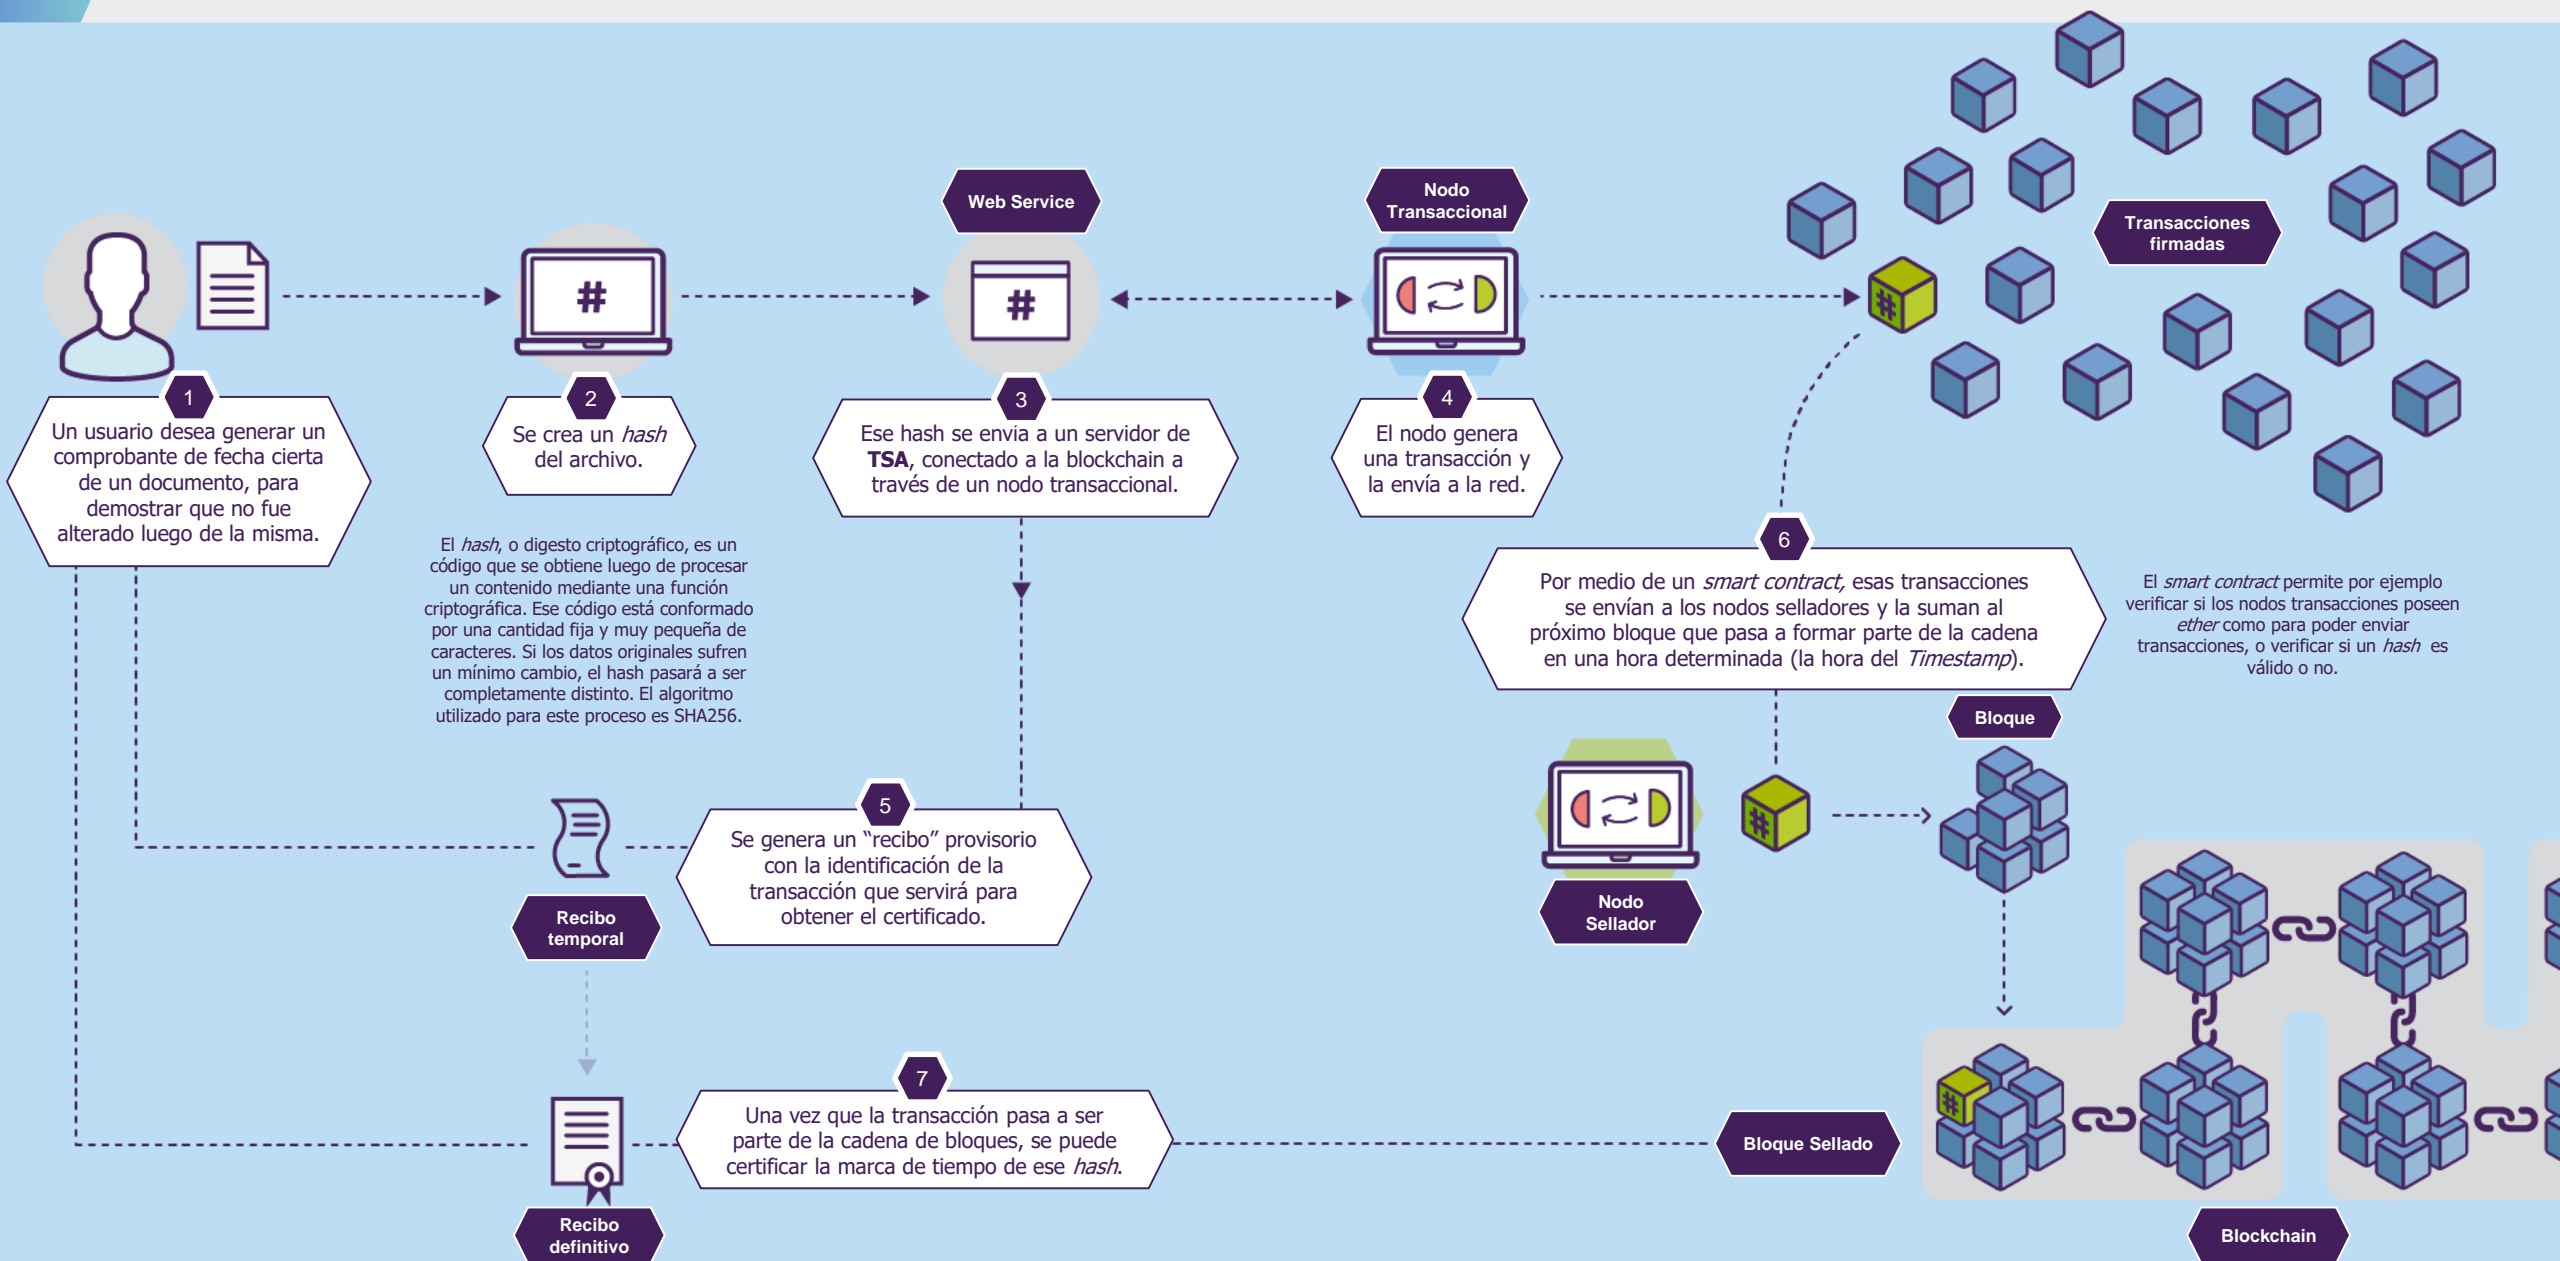 Web Service
Nodo
Transaccional
Transacciones
firmadas
#
#
#
1
Un usuario desea generar un
comprobante de fecha cierta
de un documento, para
demostrar que no fue
alterado luego de la misma.
2
Se crea un hash
del archivo.
El hash, o digesto criptográfico, es un
código que se obtiene luego de procesar
un contenido mediante una función
criptográfica. Ese código está conformado
por una cantidad fija y muy pequeña de
caracteres. Si los datos originales sufren
un mínimo cambio, el hash pasará a ser
completamente distinto. El algoritmo
utilizado para este proceso es SHA256.
3
Ese hash se envia a un servidor de
TSA, conectado a la blockchain a
través de un nodo transaccional.
4
El nodo genera
una transacción y
la envía a la red.
5
Se genera un “recibo” provisorio
con la identificación de la
transacción que servirá para
obtener el certificado.
Recibo
temporal
6
Por medio de un smart contract, esas transacciones
se envían a los nodos selladores y la suman al
próximo bloque que pasa a formar parte de la cadena
en una hora determinada (la hora del Timestamp).
El smart contract permite por ejemplo
verificar si los nodos transacciones poseen
ether como para poder enviar
transacciones, o verificar si un hash es
válido o no.
Bloque
#
Nodo
Sellador
7
Una vez que la transacción pasa a ser
parte de la cadena de bloques, se puede
certificar la marca de tiempo de ese hash.
Bloque Sellado
#
Recibo
definitivo
Blockchain